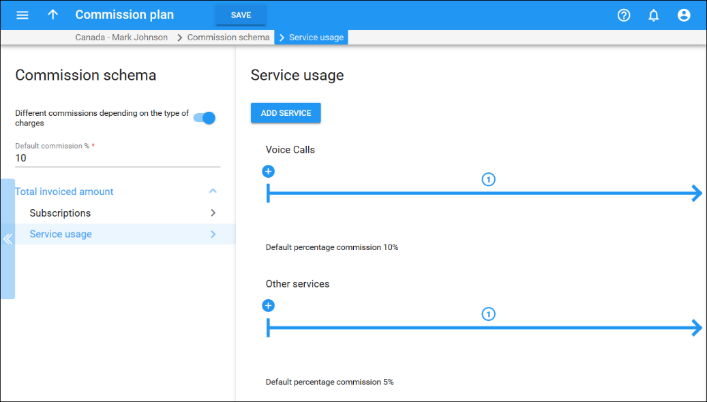 Commission plan
SAVE
Canada - Mark Johnson
Commission schema
Service usage
Commission schema
Different commissions depending on the type of
charges
Default commission % *
10
Total invoiced amount
Subscriptions
Service usage
Service usage
ADD SERVICE
Voice Calls
1
Default percentage commission 10%
Other services
1
Default percentage commission 5%